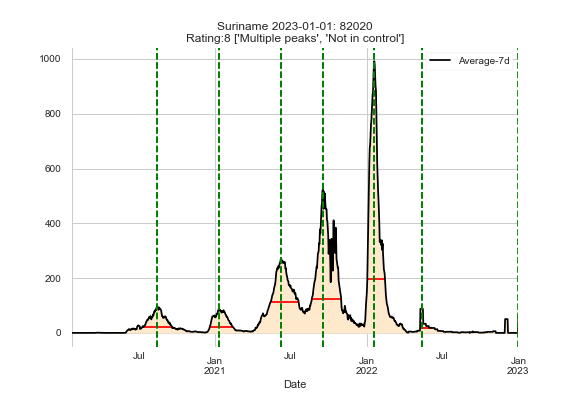 Suriname 2023-01-01: 82020
Rating:8 ['Multiple peaks', 'Not in control']
Average-7d
1000
800
600
400
200
0
Jul
Jan
2021
Jul
Jan
2022
Jul
Jan
2023
Date